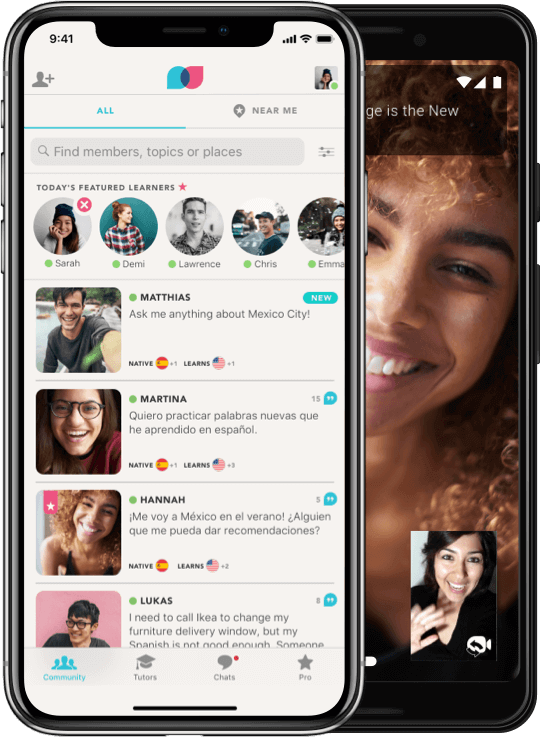 9:41
ALL
NEAR ME
Find members, topics or places
TODAY'S FEATURED LEARNERS
Sarah
Demi
Lawrence
Chris
Emma
MATTHIAS
NEW
Ask me anything about Mexico City!
NATIVE +1 LEARNS +1
MARTINA
15
Quiero practicar palabras nuevas que
he aprendido en español.
NATIVE +1 LEARNS +3
HANNAH
5
¡Me voy a México en el verano! ¿Alguien
que me pueda dar recomendaciones?
NATIVE LEARNS +2
LUKAS
8
I need to call Ikea to change my
furniture delivery window, but my
Spanish is not good enough. Someone
Community
Tutors
Chats
Pro
ge is the New